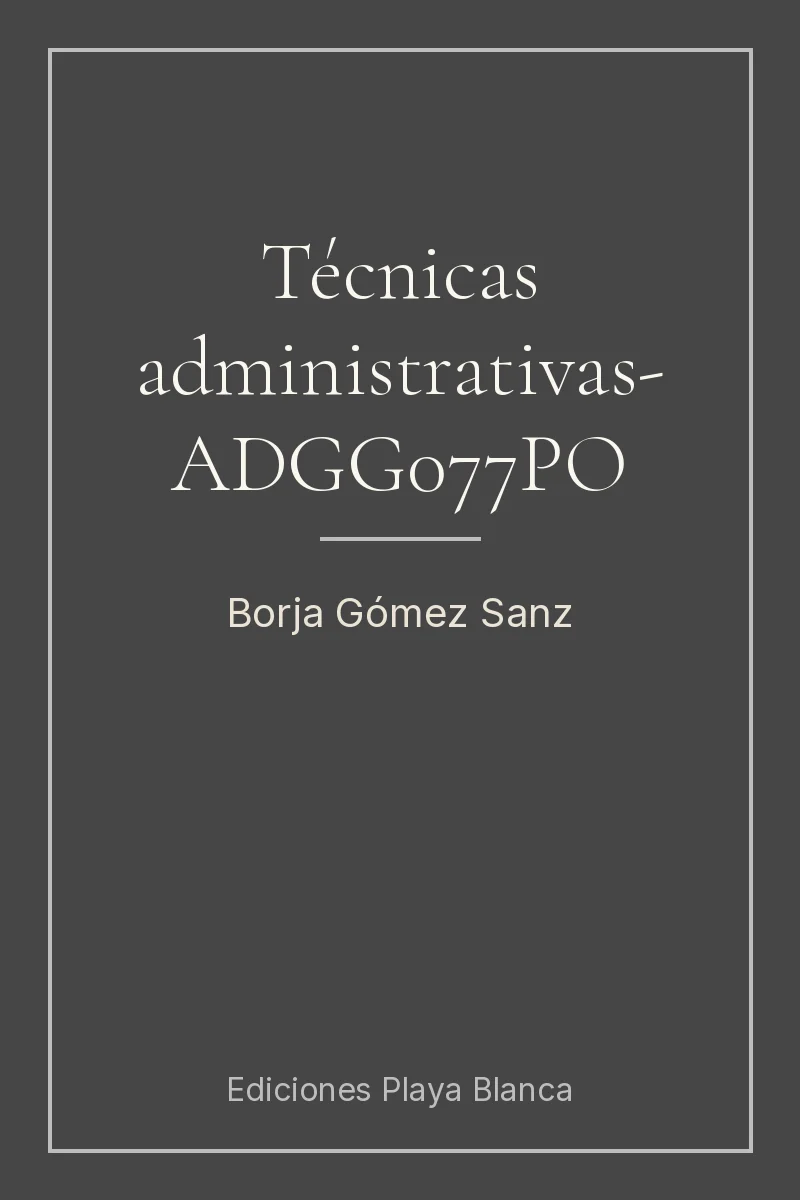 Técnicas
administrativas-
ADGG077PO
Borja Gómez Sanz
Ediciones Playa Blanca